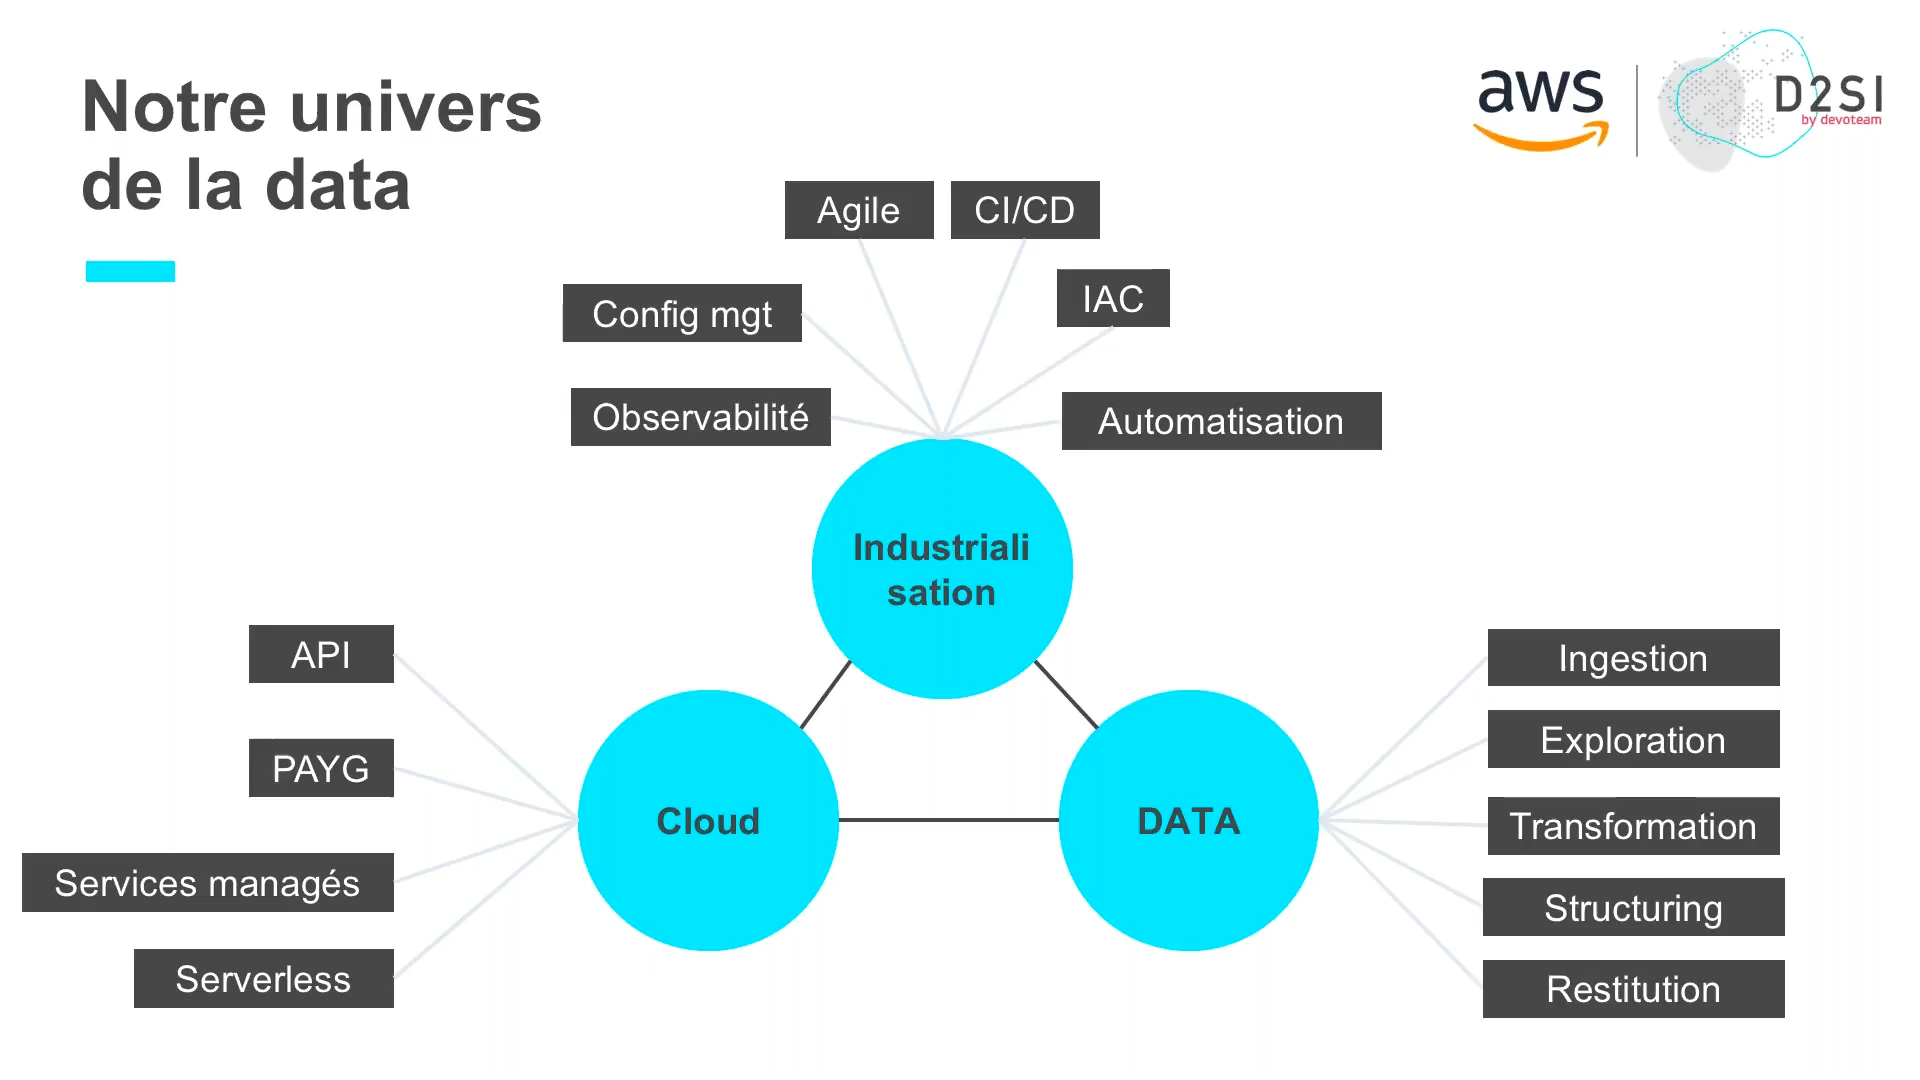 Notre univers
de la data
aws
D2SI
by devoteam
Agile
CI/CD
Config mgt
IAC
Observabilité
Automatisation
Industriali
sation
API
PAYG
Services managés
Serverless
Cloud
DATA
Ingestion
Exploration
Transformation
Structuring
Restitution